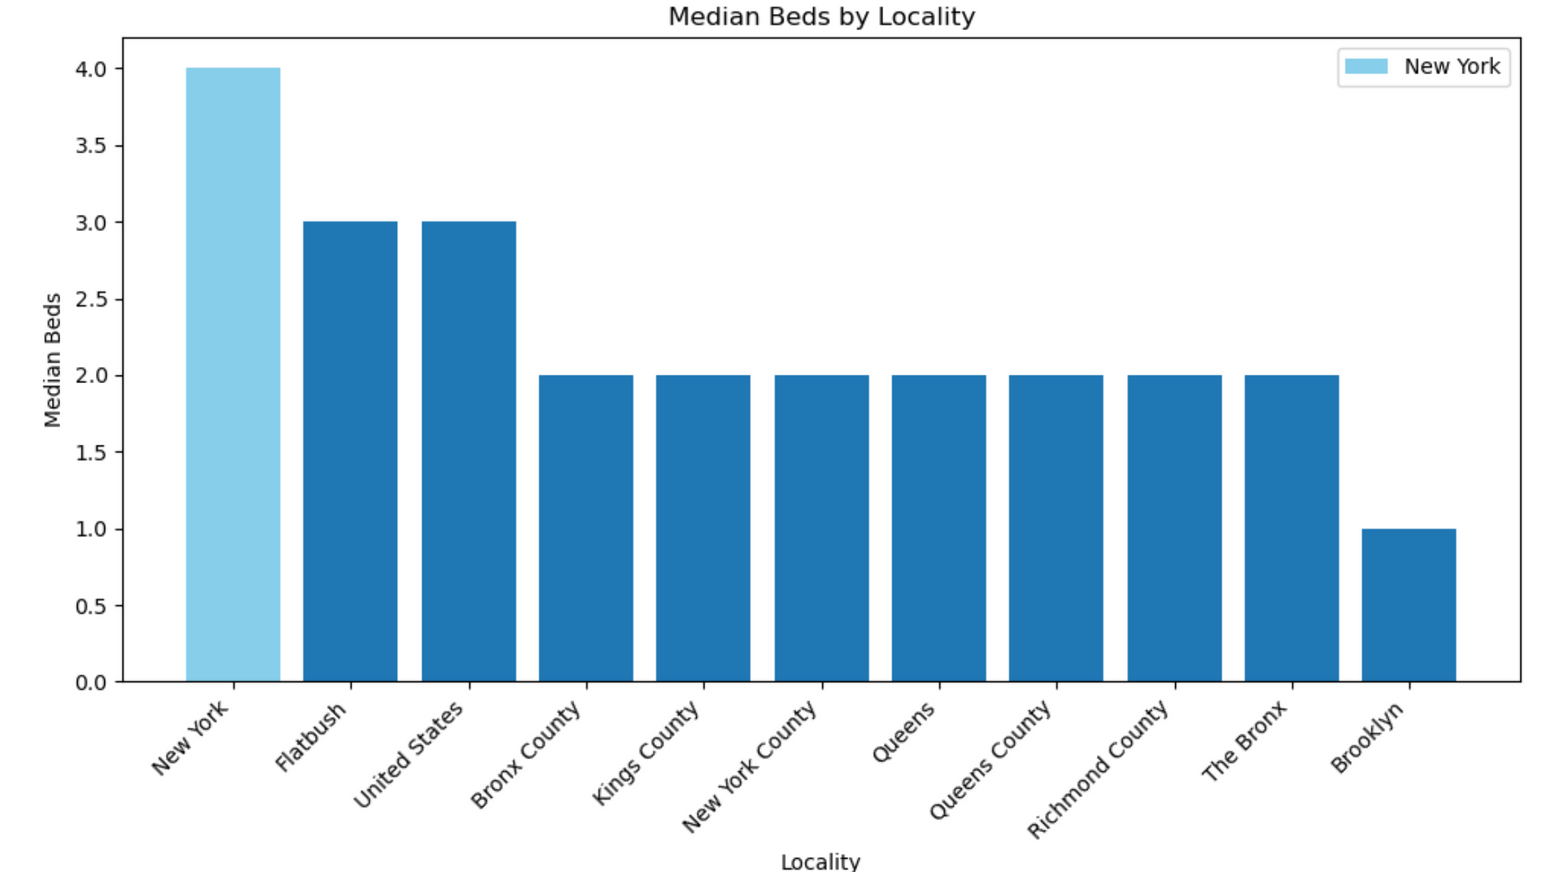 Median Beds by Locality
New York
4.0
3.5
3.0
2.5
2.0
1.5
1.0
0.5
0.0
Median Beds
New York
Flatbush
United States
Bronx County
Kings County
New York County
Queens
Queens County
Richmond County
The Bronx
Brooklyn
Locality